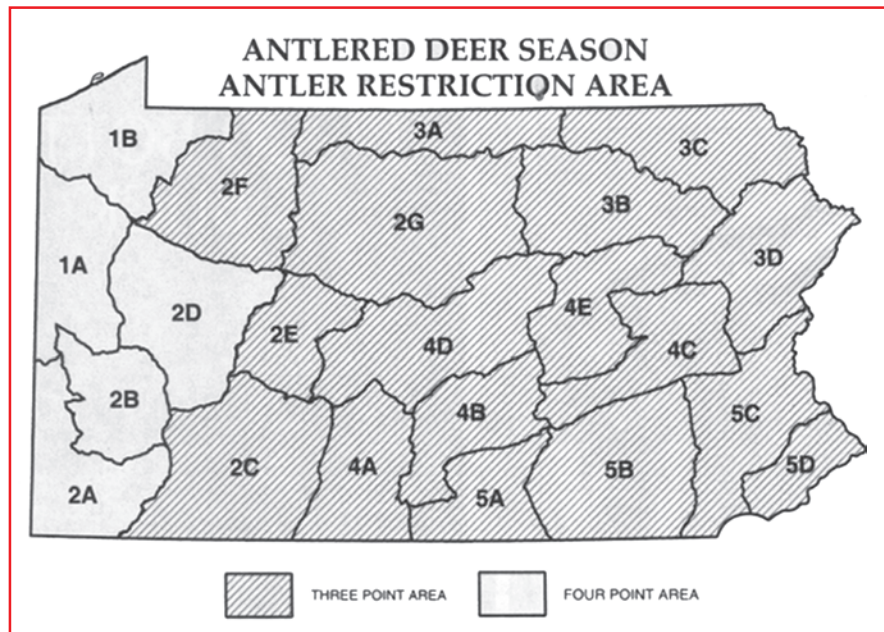 ANTLERED DEER SEASON
ANTLER RESTRICTION AREA
1B
3A
3C
2F
3B
2G
1A
3D
2D
4E
2E
4D
4C
2B
4B
5C
2C
4A
5B
5D
2A
5A
THREE POINT AREA
FOUR POINT AREA